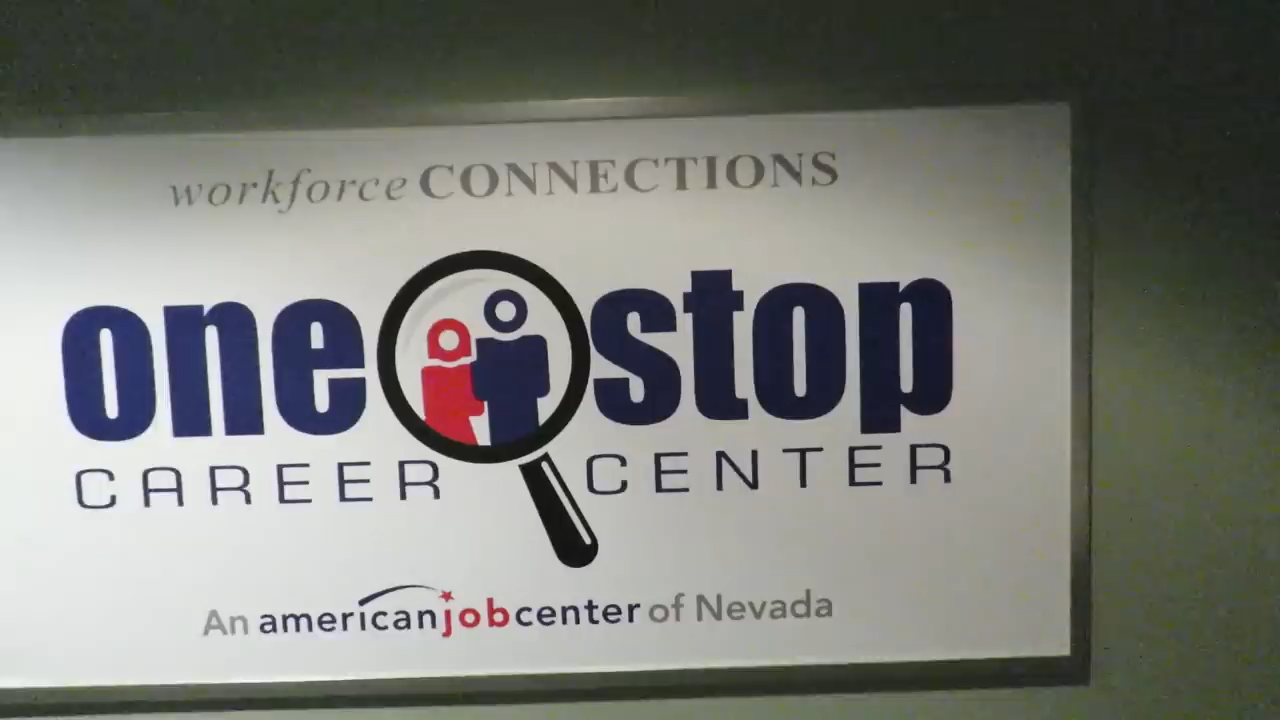 workforce CONNECTIONS
one stop
CAREER CENTER
An americanjobcenter of Nevada